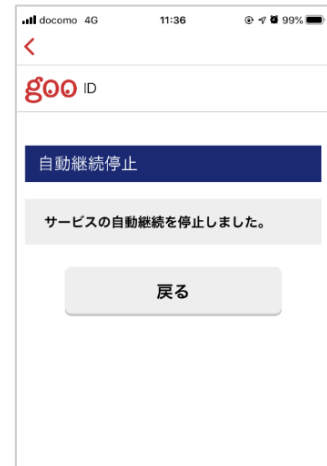 docomo 4G 11:36 99%
goo ID
自動継続停止
サービスの自動継続を停止しました。
戻る